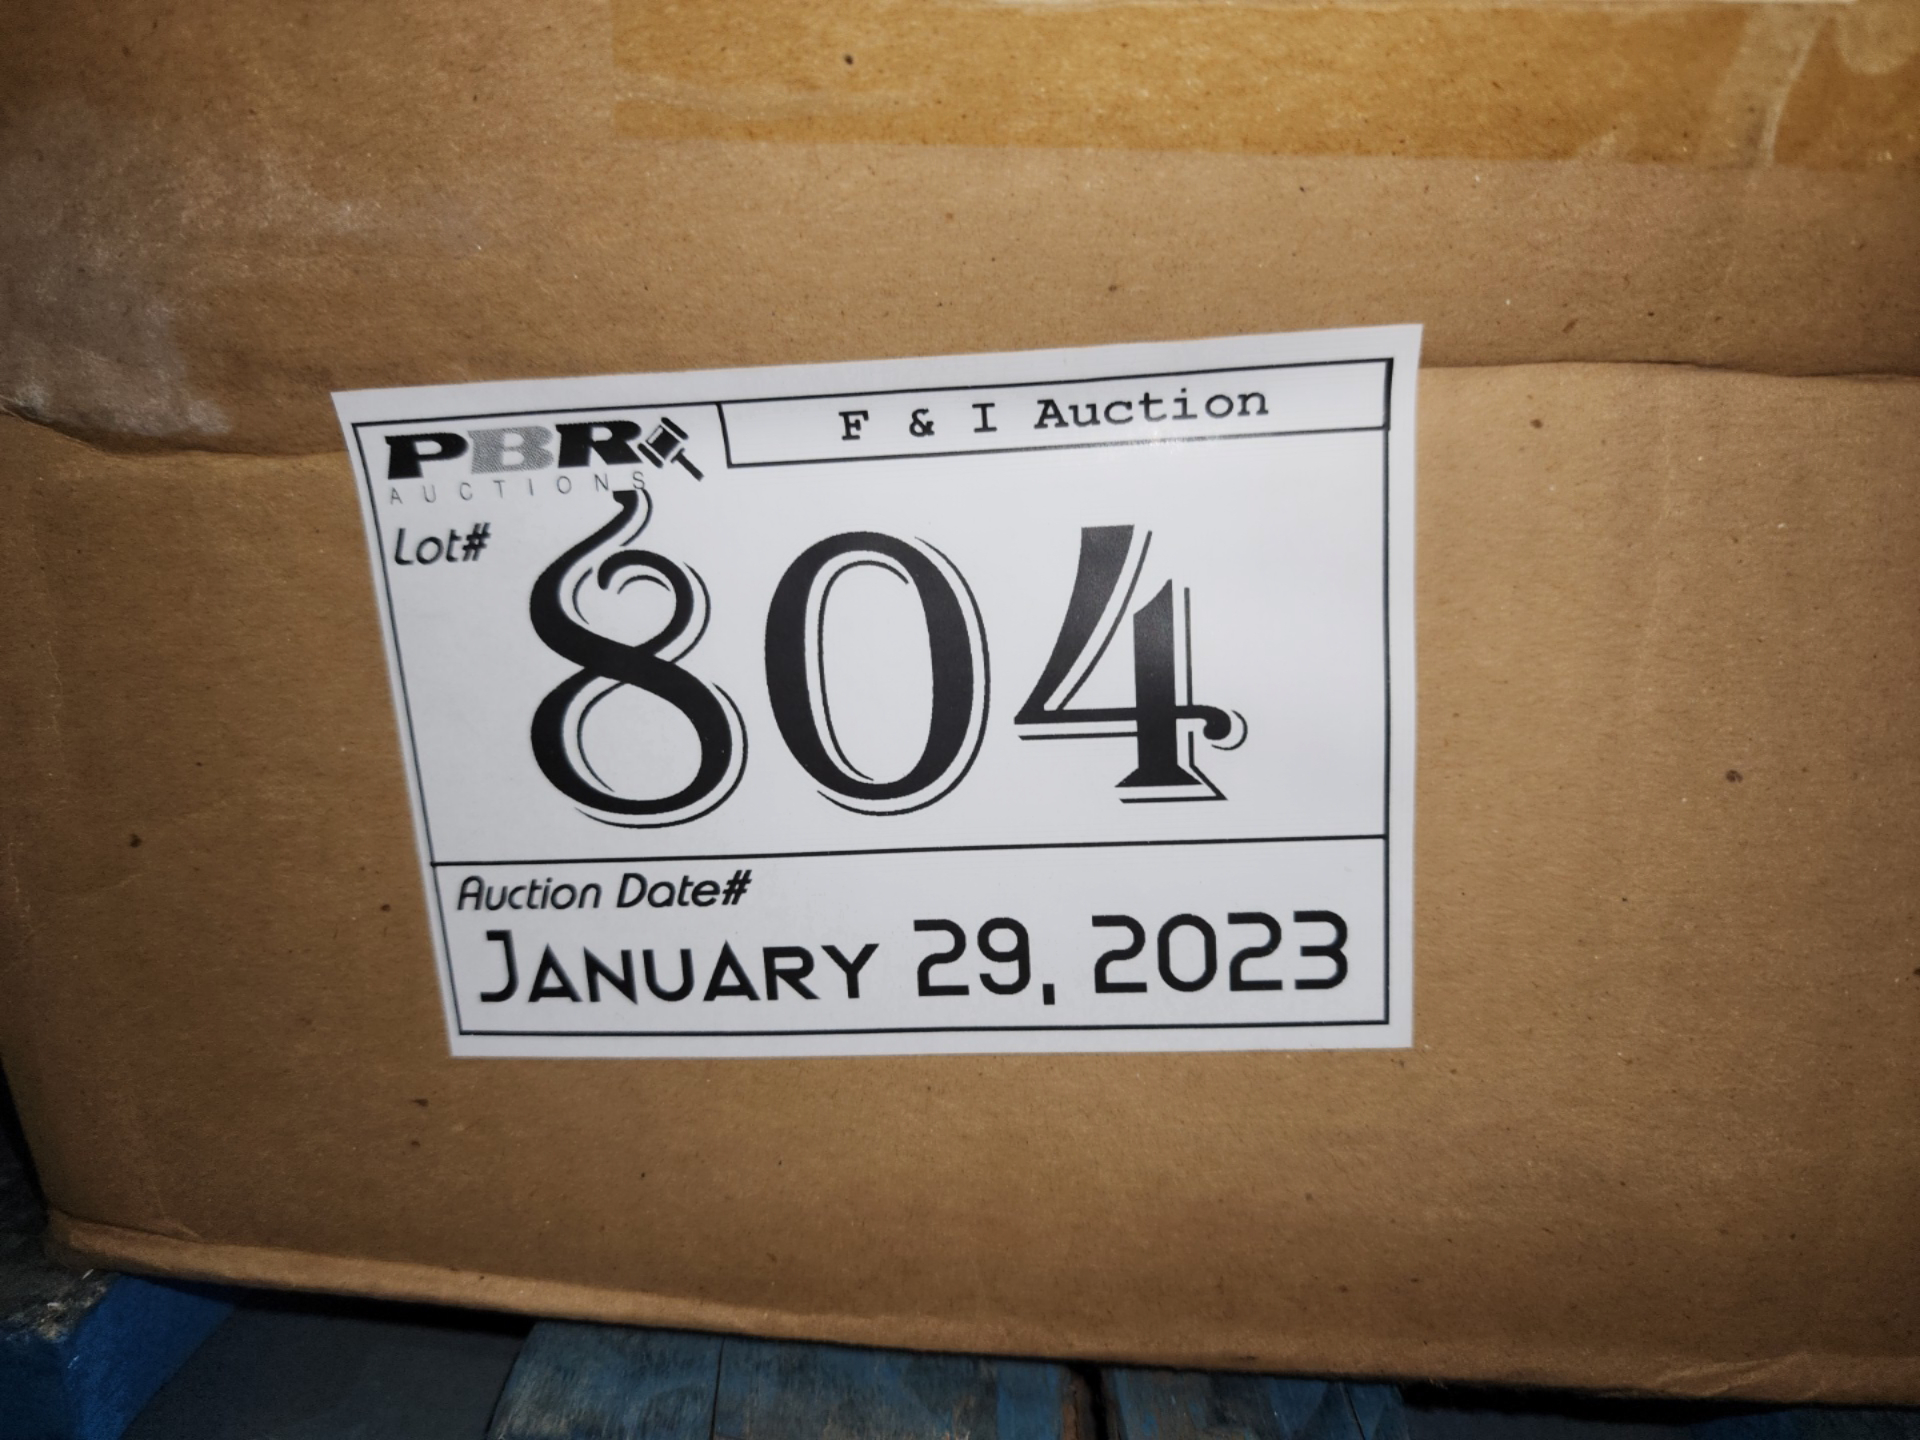 PBR
AUCTIONS
F & I Auction
Lot#
804
Auction Date#
JANUARY 29, 2023